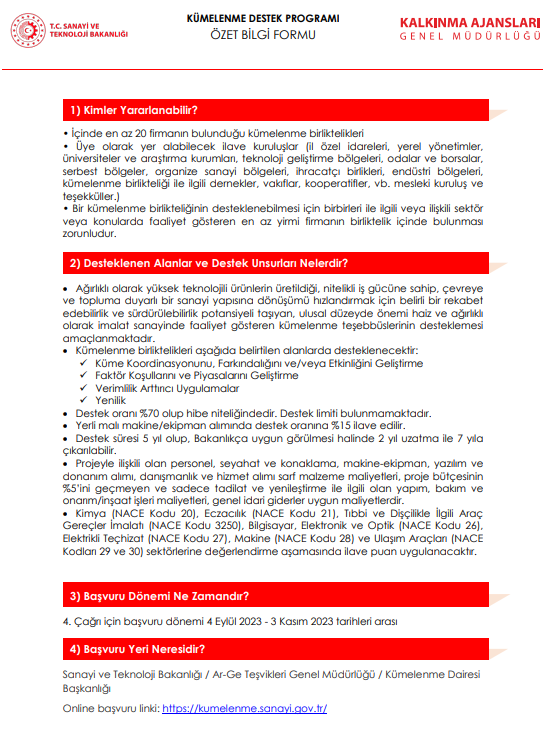 T.C. SANAYİ VE
TEKNOLOJİ BAKANLIĞI
KÜMELENME DESTEK PROGRAMI
ÖZET BİLGİ FORMU
KALKINMA AJANSLARI
GENEL MÜDÜRLÜĞÜ
1) Kimler Yararlanabilir?
• İçinde en az 20 firmanın bulunduğu kümelenme birliktelikleri
• Üye olarak yer alabilecek ilave kuruluşlar (il özel idareleri, yerel yönetimler,
üniversiteler ve araştırma kurumları, teknoloji geliştirme bölgeleri, odalar ve borsalar,
serbest bölgeler, organize sanayi bölgeleri, ihracatçı birlikleri, endüstri bölgeleri,
kümelenme birlikteliği ile ilgili dernekler, vakıflar, kooperatifler, vb. mesleki kuruluş ve
teşekküller.)
• Bir kümelenme birlikteliğinin desteklenebilmesi için birbirleri ile ilgili veya ilişkili sektör
veya konularda faaliyet gösteren en az yirmi firmanın birliktelik içinde bulunması
zorunludur.
2) Desteklenen Alanlar ve Destek Unsurları Nelerdir?
• Ağırlıklı olarak yüksek teknolojili ürünlerin üretildiği, nitelikli iş gücüne sahip, çevreye
ve topluma duyarlı bir sanayi yapısına dönüşümü hızlandırmak için belirli bir rekabet
edebilirlik ve sürdürülebilirlik potansiyeli taşıyan, ulusal düzeyde önemi haiz ve ağırlıklı
olarak imalat sanayinde faaliyet gösteren kümelenme teşebbüslerinin desteklemesi
amaçlanmaktadır.
• Kümelenme birliktelikleri aşağıda belirtilen alanlarda desteklenecektir:
✓ Küme Koordinasyonunu, Farkındalığını ve/veya Etkinliğini Geliştirme
✓ Faktör Koşullarını ve Piyasalarını Geliştirme
✓ Verimlilik Arttırıcı Uygulamalar
✓ Yenilik
• Destek oranı %70 olup hibe niteliğindedir. Destek limiti bulunmamaktadır.
• Yerli malı makine/ekipman alımında destek oranına %15 ilave edilir.
• Destek süresi 5 yıl olup, Bakanlıkça uygun görülmesi halinde 2 yıl uzatma ile 7 yıla
çıkarılabilir.
• Projeyle ilişkili olan personel, seyahat ve konaklama, makine-ekipman, yazılım ve
donanım alımı, danışmanlık ve hizmet alımı sarf malzeme maliyetleri, proje bütçesinin
%5'ini geçmeyen ve sadece tadilat ve yenileştirme ile ilgili olan yapım, bakım ve
onarım/inşaat işleri maliyetleri, genel idari giderler uygun maliyetlerdir.
• Kimya (NACE Kodu 20), Eczacılık (NACE Kodu 21), Tıbbi ve Dişçilikle İlgili Araç
Gereçler İmalatı (NACE Kodu 3250), Bilgisayar, Elektronik ve Optik (NACE Kodu 26),
Elektrikli Teçhizat (NACE Kodu 27), Makine (NACE Kodu 28) ve Ulaşım Araçları (NACE
Kodları 29 ve 30) sektörlerine değerlendirme aşamasında ilave puan uygulanacaktır.
3) Başvuru Dönemi Ne Zamandır?
4. Çağrı için başvuru dönemi 4 Eylül 2023 - 3 Kasım 2023 tarihleri arası
4) Başvuru Yeri Neresidir?
Sanayi ve Teknoloji Bakanlığı / Ar-Ge Teşvikleri Genel Müdürlüğü / Kümelenme Dairesi
Başkanlığı
Online başvuru linki: https://kumelenme.sanayi.gov.tr/